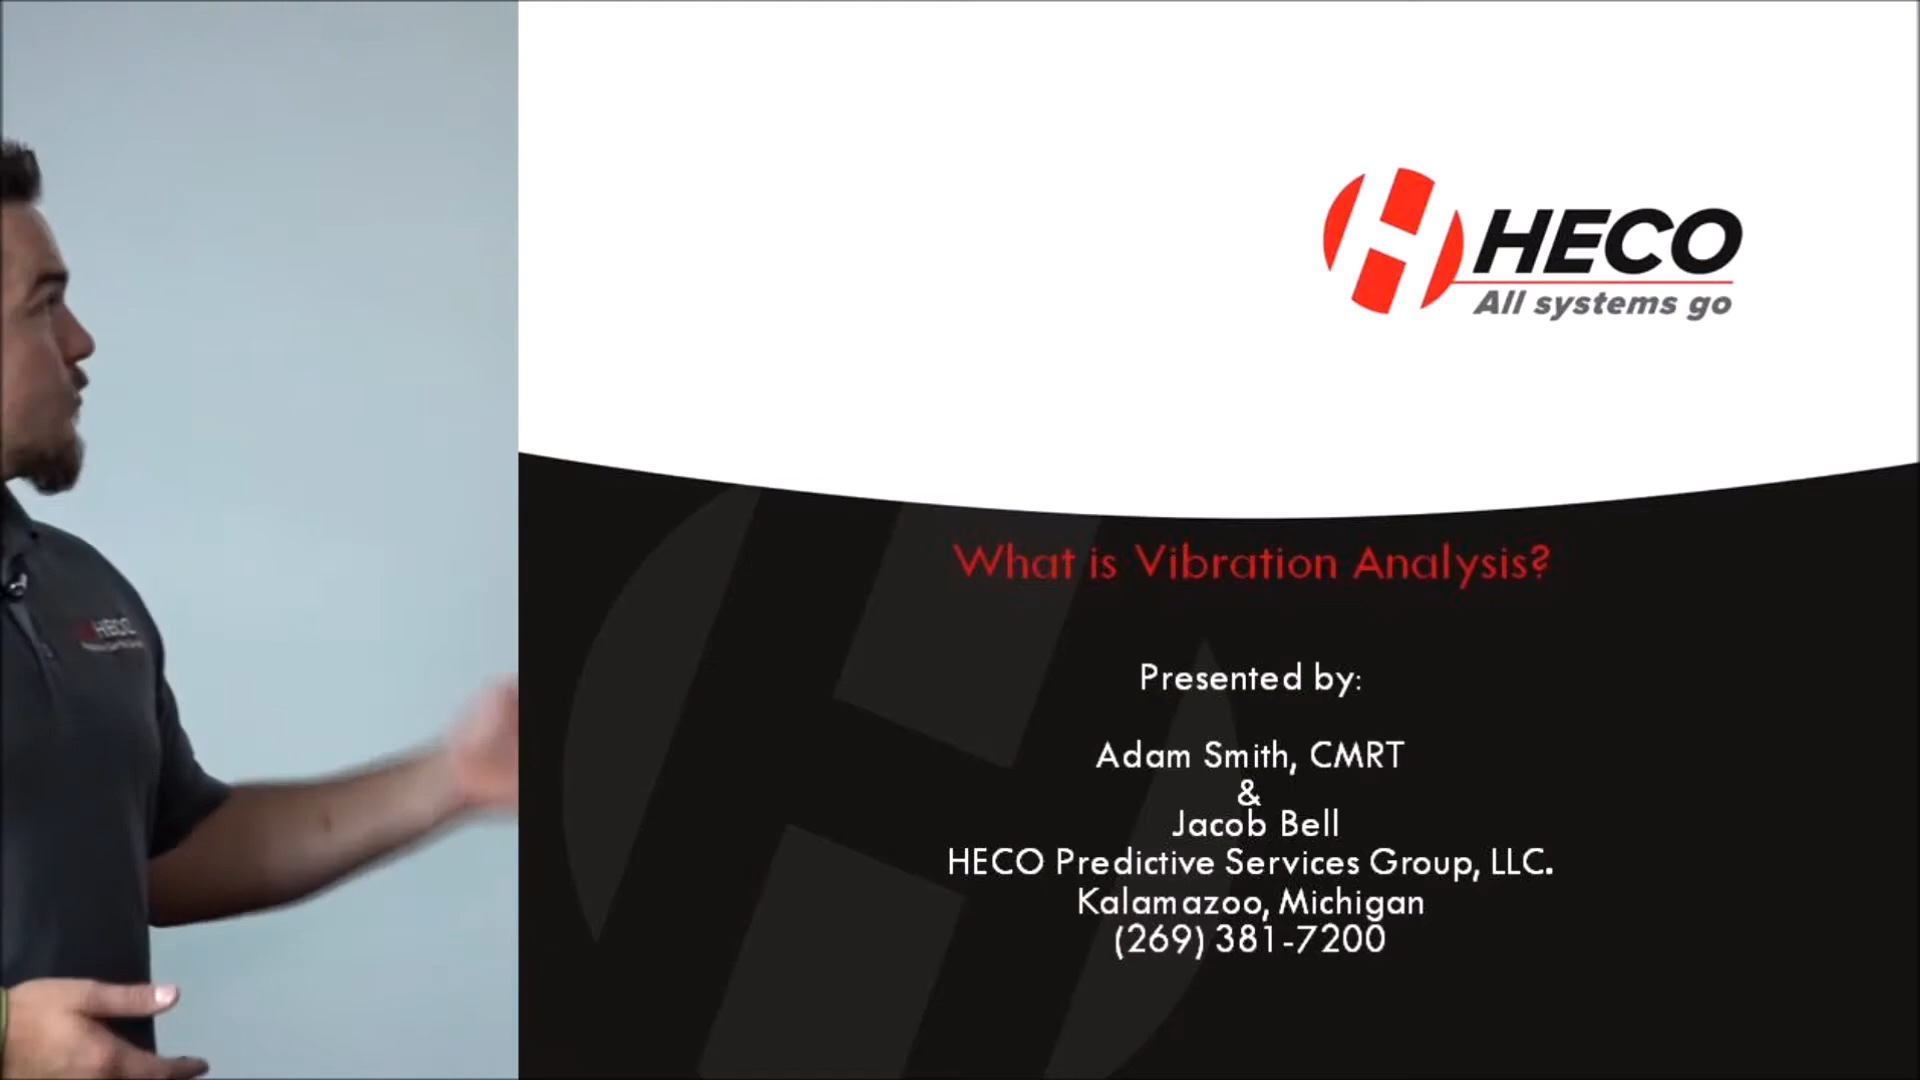 HECO
All systems go
What is Vibration Analysis?
Presented by:
Adam Smith, CMRT
&
Jacob Bell
HECO Predictive Services Group, LLC.
Kalamazoo, Michigan
(269) 381-7200
HECO